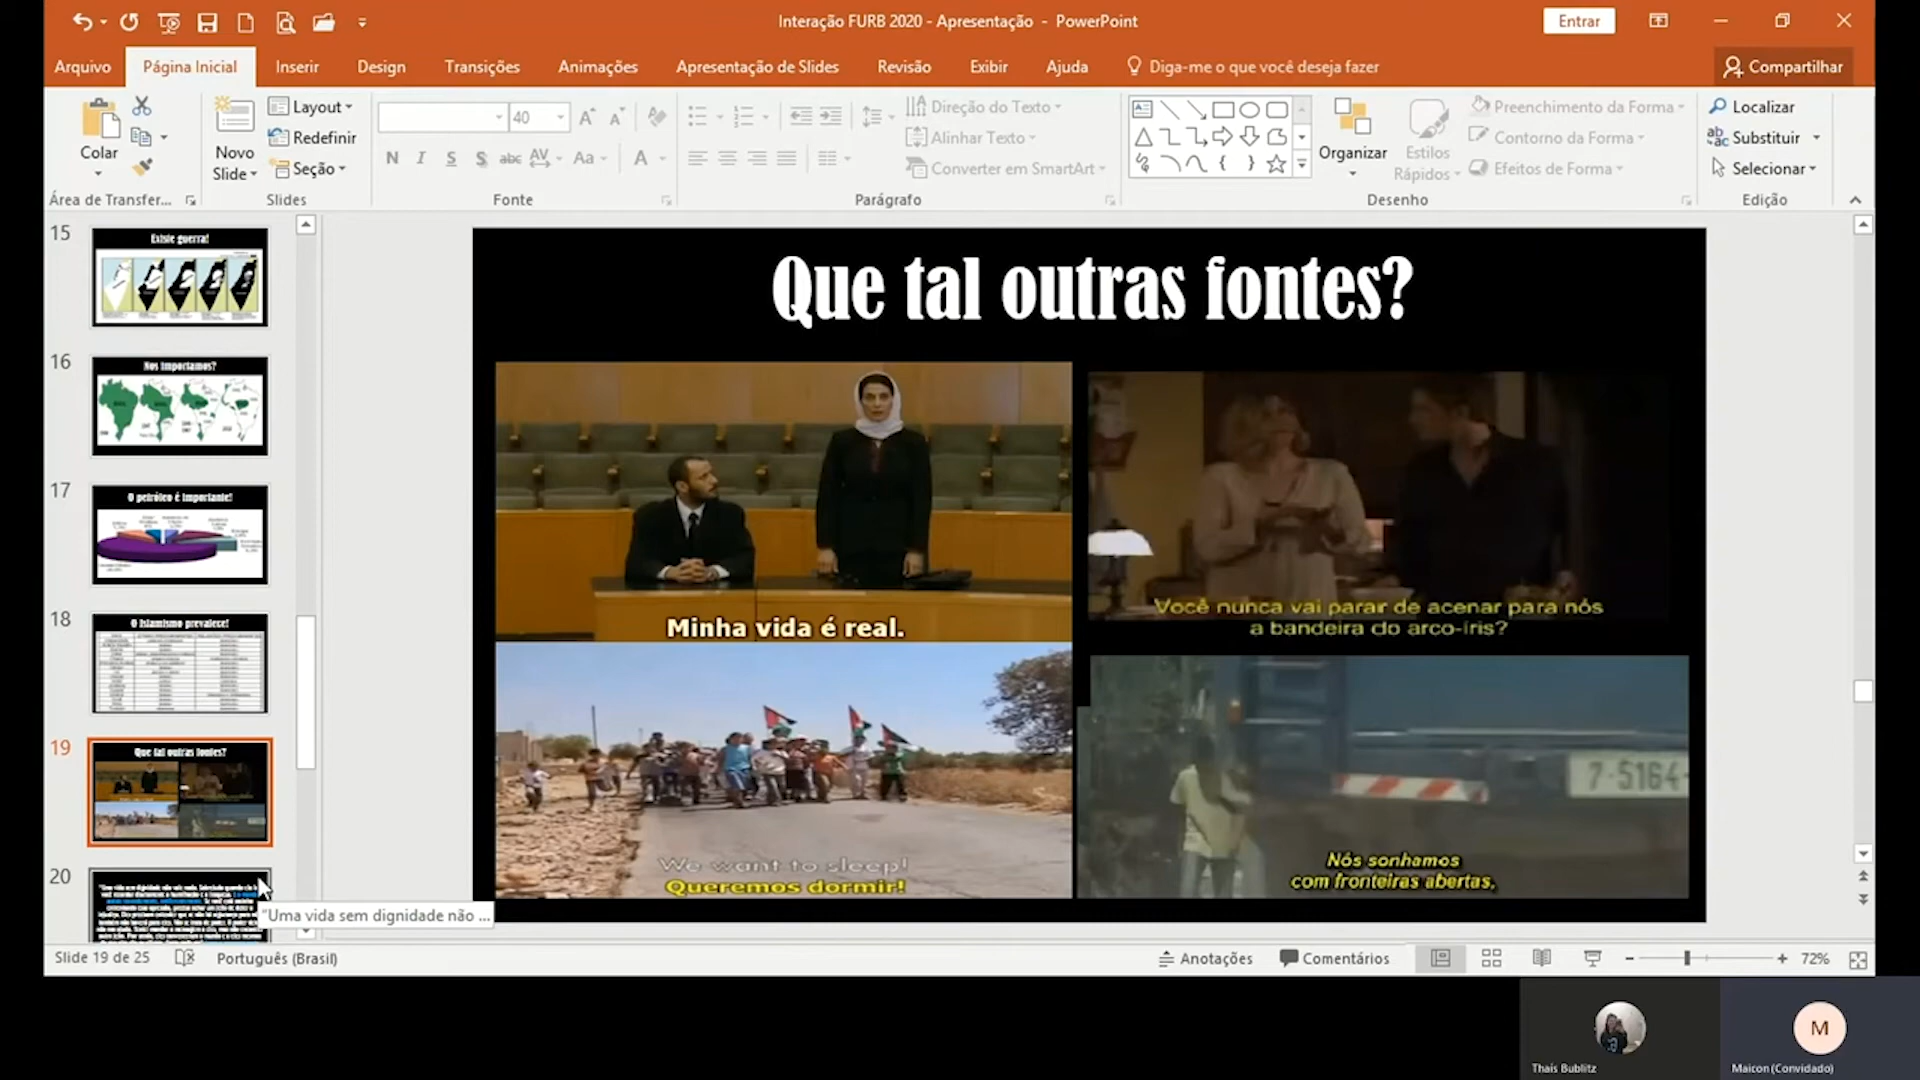 Interação FURB 2020 - Apresentação - PowerPoint
Entrar
Arquivo
Página Inicial
Inserir
Design
Transições
Animações
Apresentação de Slides
Revisão
Exibir
Ajuda
Diga-me o que você deseja fazer
Compartilhar
Colar
Novo
Slide
Layout
Redefinir
Seção
40
N I S S abc AV Aa A
Direção do Texto
Alinhar Texto
Converter em SmartArt
Organizar
Estilos
Rápidos
Preenchimento da Forma
Contorno da Forma
Efeitos de Forma
Localizar
Substituir
Selecionar
Área de Transfer...
Slides
Fonte
Parágrafo
Desenho
Edição
15
Existe guerra!
16
Nos importamos?
17
O petróleo é importante!
18
O Islamismo prevalece!
19
Que tal outras fontes?
20
"Uma vida sem dignidade não ...
Que tal outras fontes?
Minha vida é real.
Você nunca vai parar de acenar para nós
a bandeira do arco-íris?
We want to sleep!
Queremos dormir!
7-5164-
Nós sonhamos
com fronteiras abertas,
Slide 19 de 25
Português (Brasil)
Anotações
Comentários
72%
Thaís Bublitz
M
Maicon (Convidado)